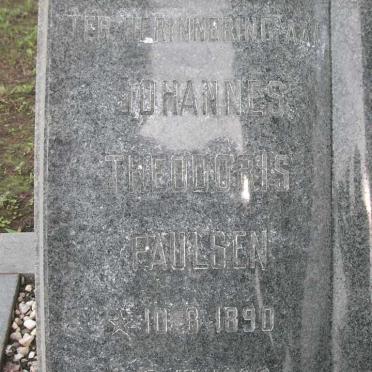 TER HERINNERING AAN
JOHANNES
THEODORIS
PAULSEN
☆ 10-8-1890